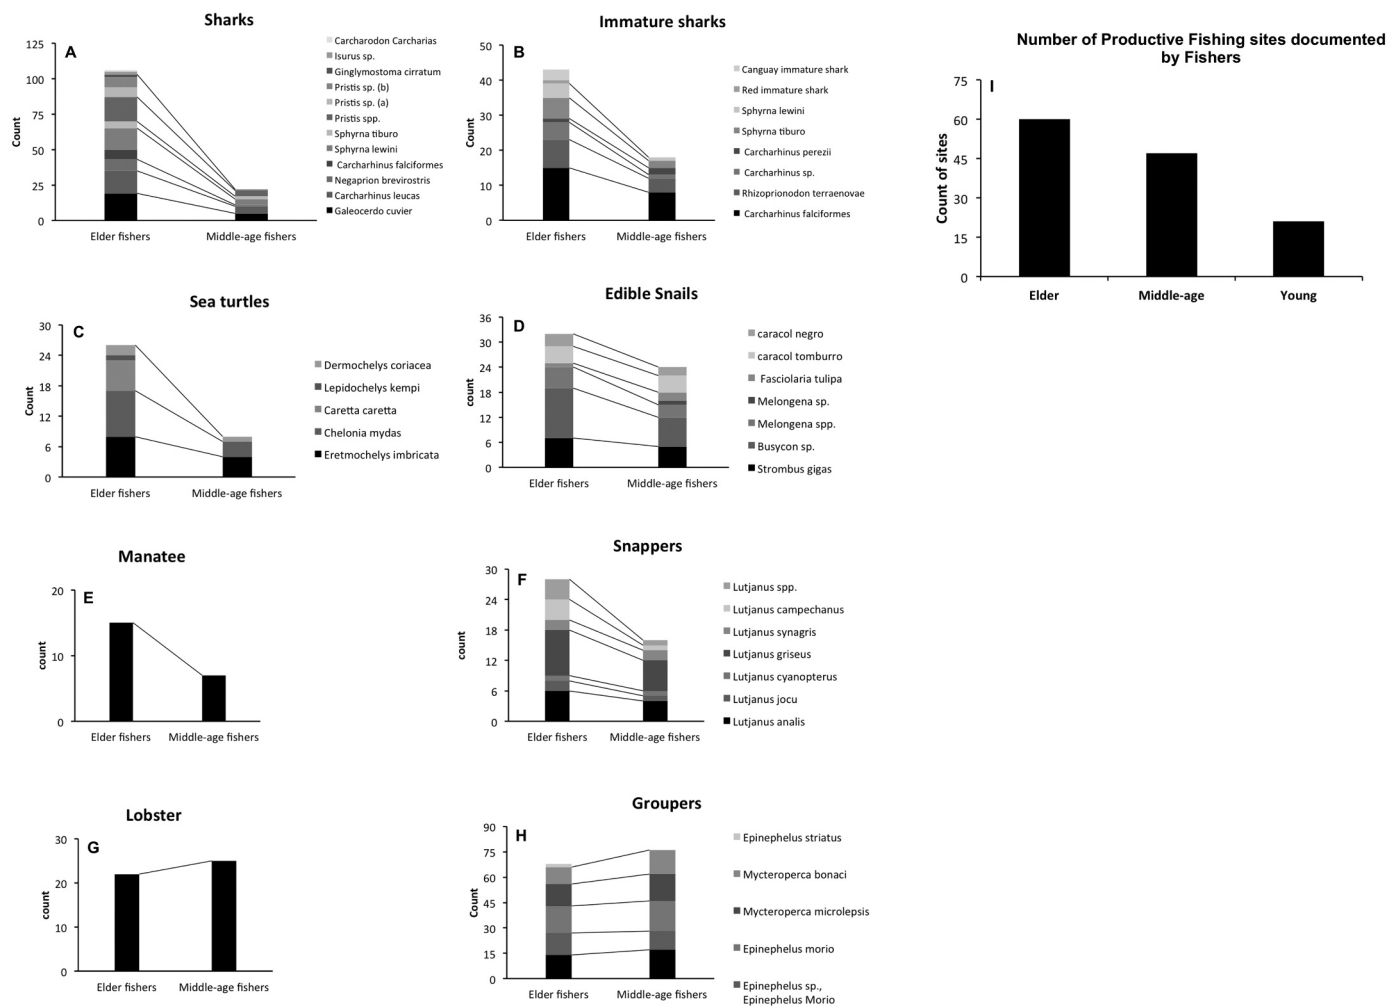 Sharks
A
125
100
75
50
25
0
Count
Elder fishers
Middle-age fishers
Carcharodon Carcharias
Isurus sp.
Ginglymostoma cirratum
Pristis sp. (b)
Pristis sp. (a)
Pristis spp.
Sphyrna tiburo
Sphyrna lewini
Carcharhinus falciformes
Negaprion brevirostris
Carcharhinus leucas
Galeocerdo cuvier
Immature sharks
B
50
40
30
20
10
0
Count
Elder fishers
Middle-age fishers
Canguay immature shark
Red immature shark
Sphyrna lewini
Sphyrna tiburo
Carcharhinus perezii
Carcharhinus sp.
Rhizoprionodon terraenovae
Carcharhinus falciformes
Number of Productive Fishing sites documented
by Fishers
I
75
60
45
30
15
0
Count of sites
Elder
Middle-age
Young
Sea turtles
C
30
24
18
12
6
0
Count
Elder fishers
Middle-age fishers
Dermochelys coriacea
Lepidochelys kempi
Caretta caretta
Chelonia mydas
Eretmochelys imbricata
Edible Snails
D
36
30
24
18
12
6
0
count
Elder fishers
Middle-age fishers
caracol negro
caracol tomburro
Fasciolaria tulipa
Melongena sp.
Melongena spp.
Busycon sp.
Strombus gigas
Manatee
E
20
10
0
count
Elder fishers
Middle-age fishers
Snappers
F
30
24
18
12
6
0
count
Elder fishers
Middle-age fishers
Lutjanus spp.
Lutjanus campechanus
Lutjanus synagris
Lutjanus griseus
Lutjanus cyanopterus
Lutjanus jocu
Lutjanus analis
Lobster
G
30
20
10
0
count
Elder fishers
Middle-age fishers
Groupers
H
90
75
60
45
30
15
0
Count
Elder fishers
Middle-age fishers
Epinephelus striatus
Mycteroperca bonaci
Mycteroperca microlepsis
Epinephelus morio
Epinephelus sp.,
Epinephelus Morio